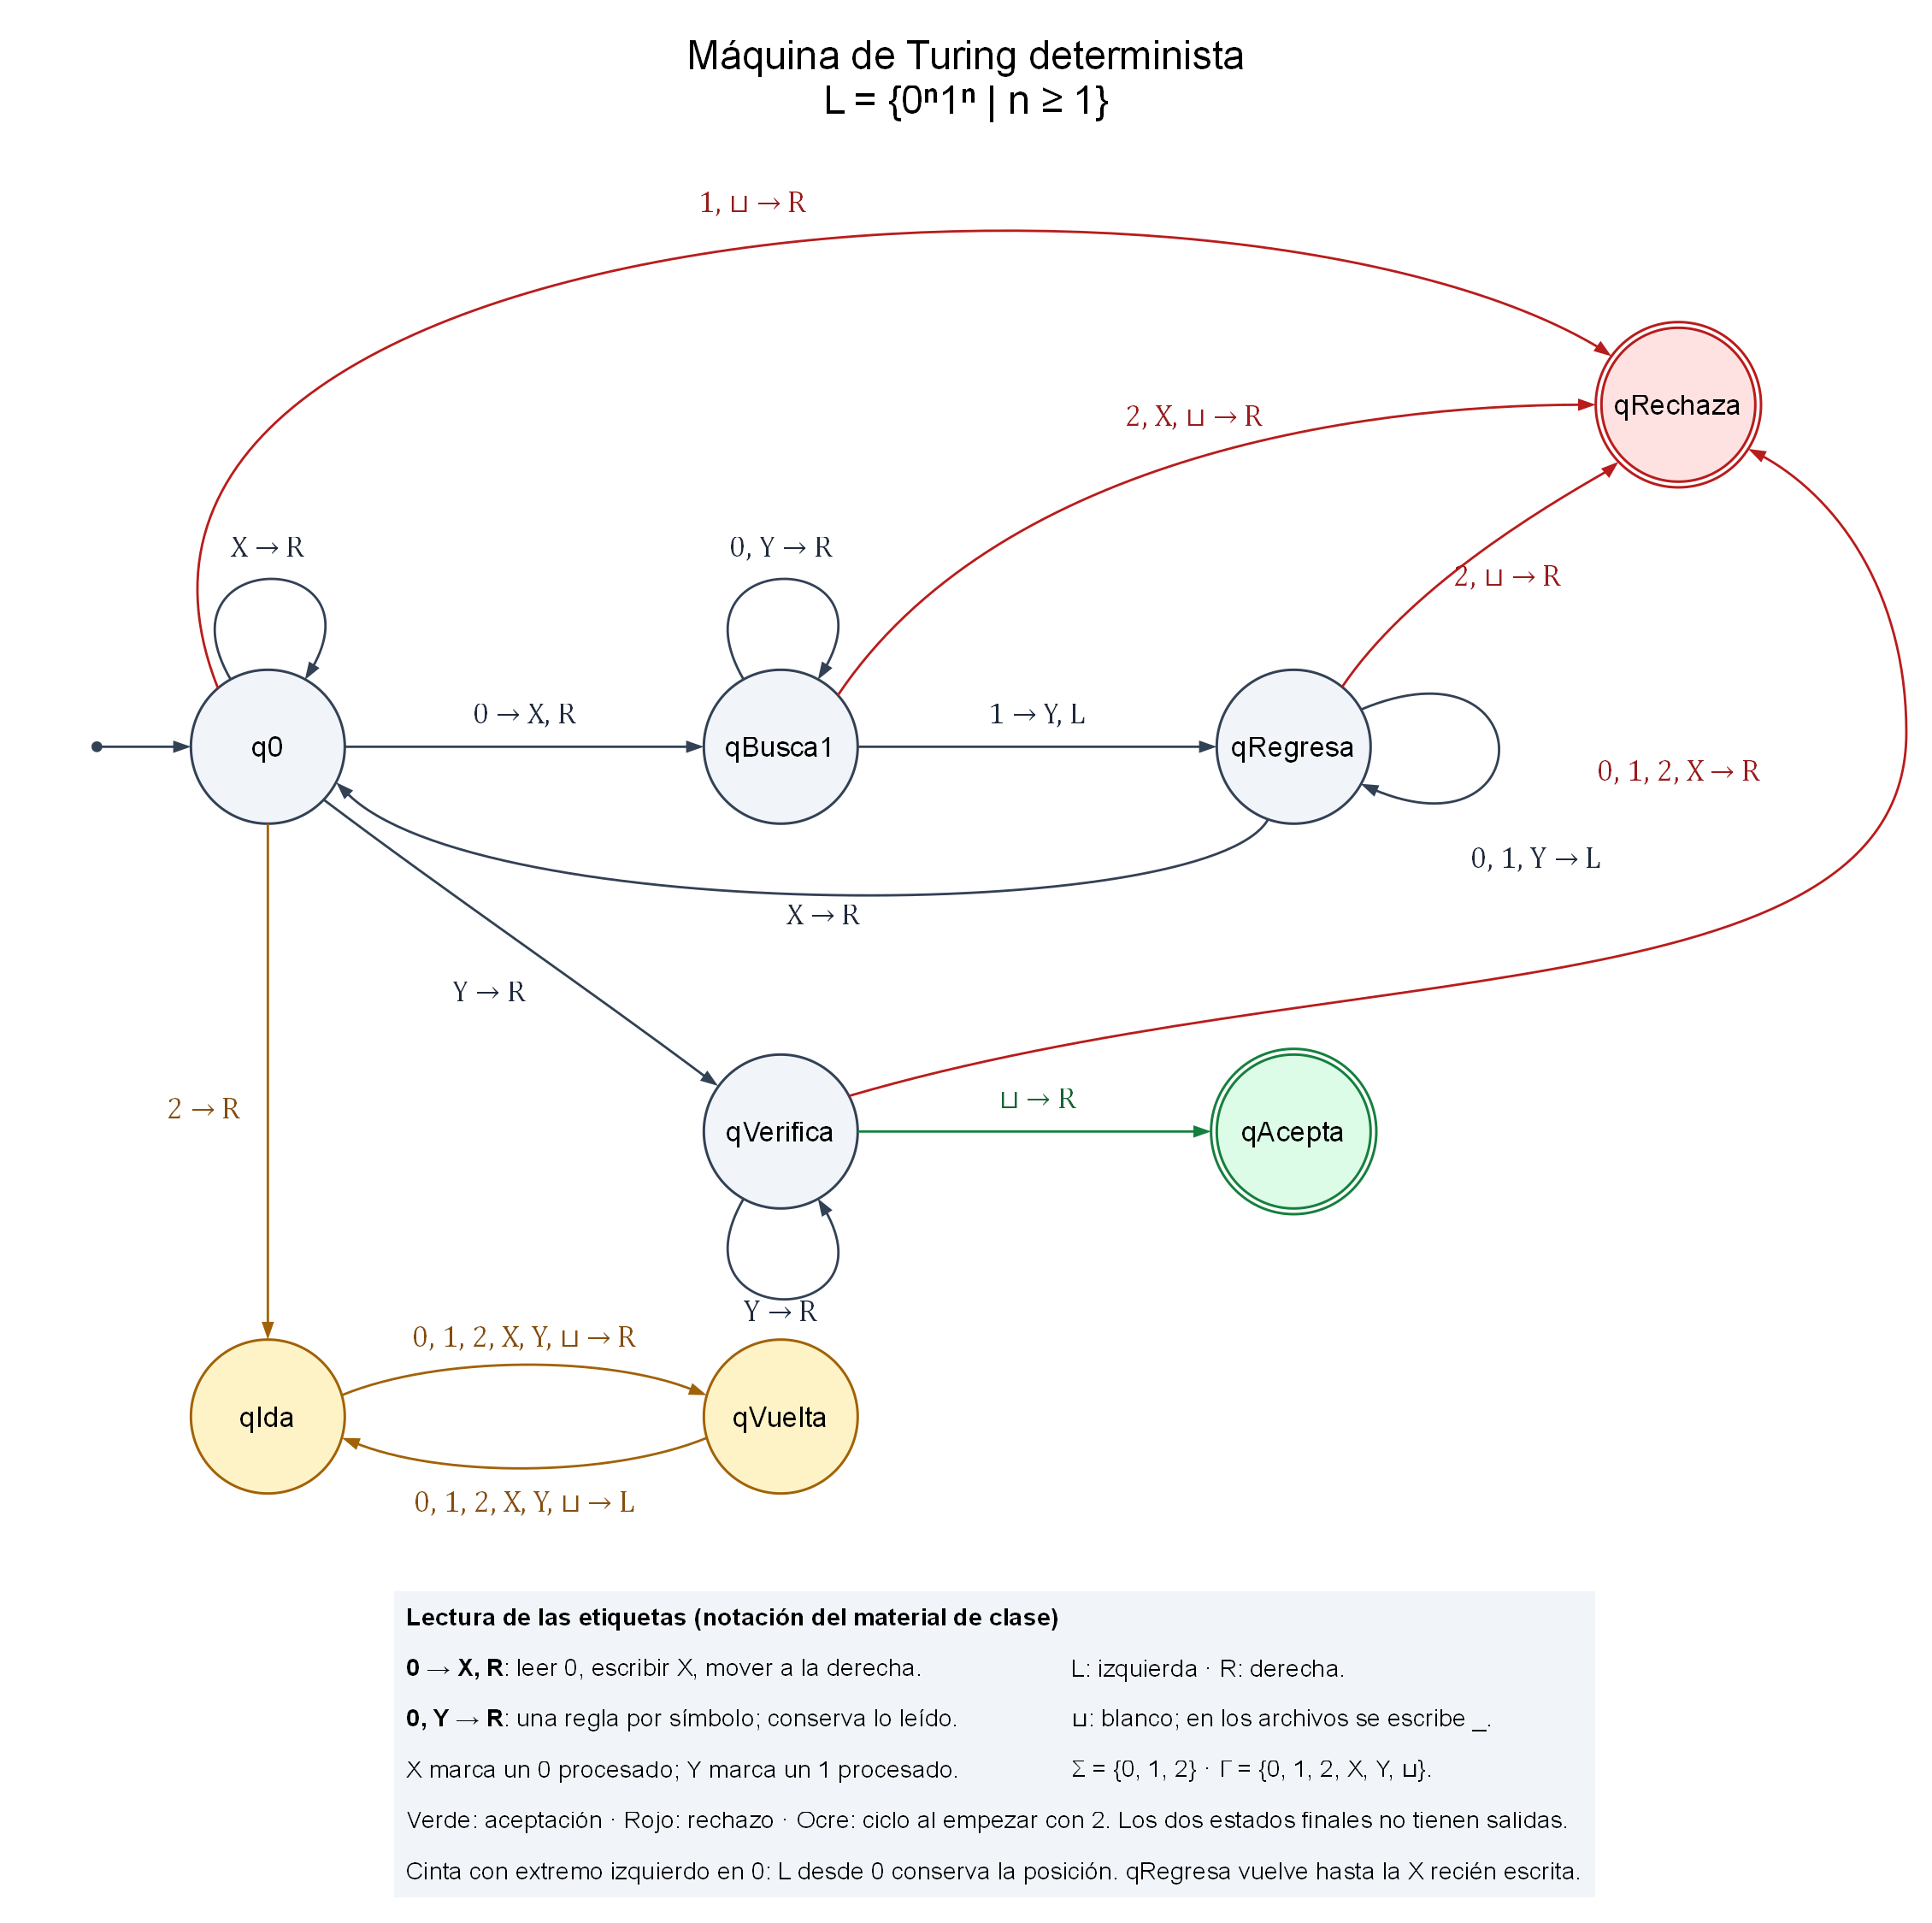 Máquina de Turing determinista
L = {0ⁿ1ⁿ | n ≥ 1}
1, ⊔ → R
qRechaza
2, X, ⊔ → R
X → R
0, Y → R
2, ⊔ → R
q0
0 → X, R
qBusca1
1 → Y, L
qRegresa
0, 1, 2, X → R
0, 1, Y → L
X → R
Y → R
2 → R
qVerifica
⊔ → R
qAcepta
Y → R
0, 1, 2, X, Y, ⊔ → R
qIda
qVuelta
0, 1, 2, X, Y, ⊔ → L
Lectura de las etiquetas (notación del material de clase)
0 → X, R: leer 0, escribir X, mover a la derecha.
L: izquierda · R: derecha.
0, Y → R: una regla por símbolo; conserva lo leído.
⊔: blanco; en los archivos se escribe _.
X marca un 0 procesado; Y marca un 1 procesado.
Σ = {0, 1, 2} · Γ = {0, 1, 2, X, Y, ⊔}.
Verde: aceptación · Rojo: rechazo · Ocre: ciclo al empezar con 2. Los dos estados finales no tienen salidas.
Cinta con extremo izquierdo en 0: L desde 0 conserva la posición. qRegresa vuelve hasta la X recién escrita.